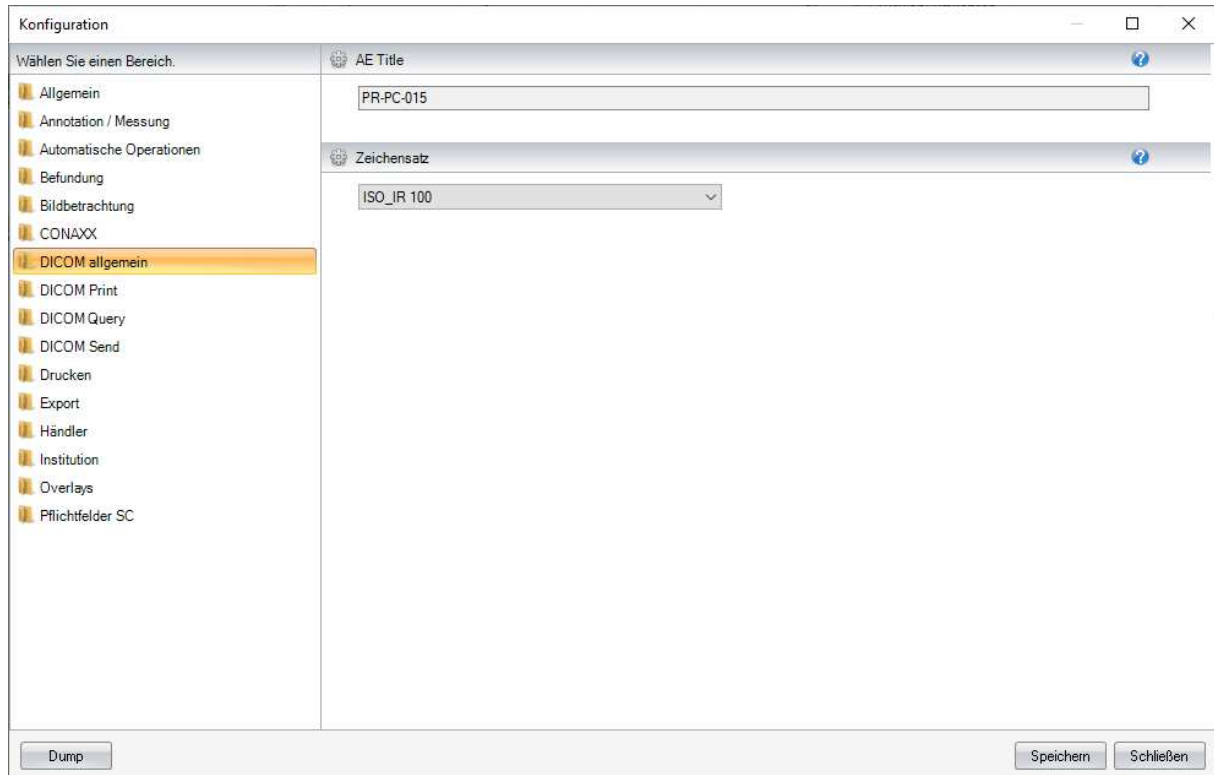 Konfiguration
Wählen Sie einen Bereich.
Allgemein
Annotation / Messung
Automatische Operationen
Befundung
Bildbetrachtung
CONAXX
DICOM allgemein
DICOM Print
DICOM Query
DICOM Send
Drucken
Export
Händler
Institution
Overlays
Pflichtfelder SC
AE Title
PR-PC-015
Zeichensatz
ISO_IR 100
Dump
Speichern
Schließen